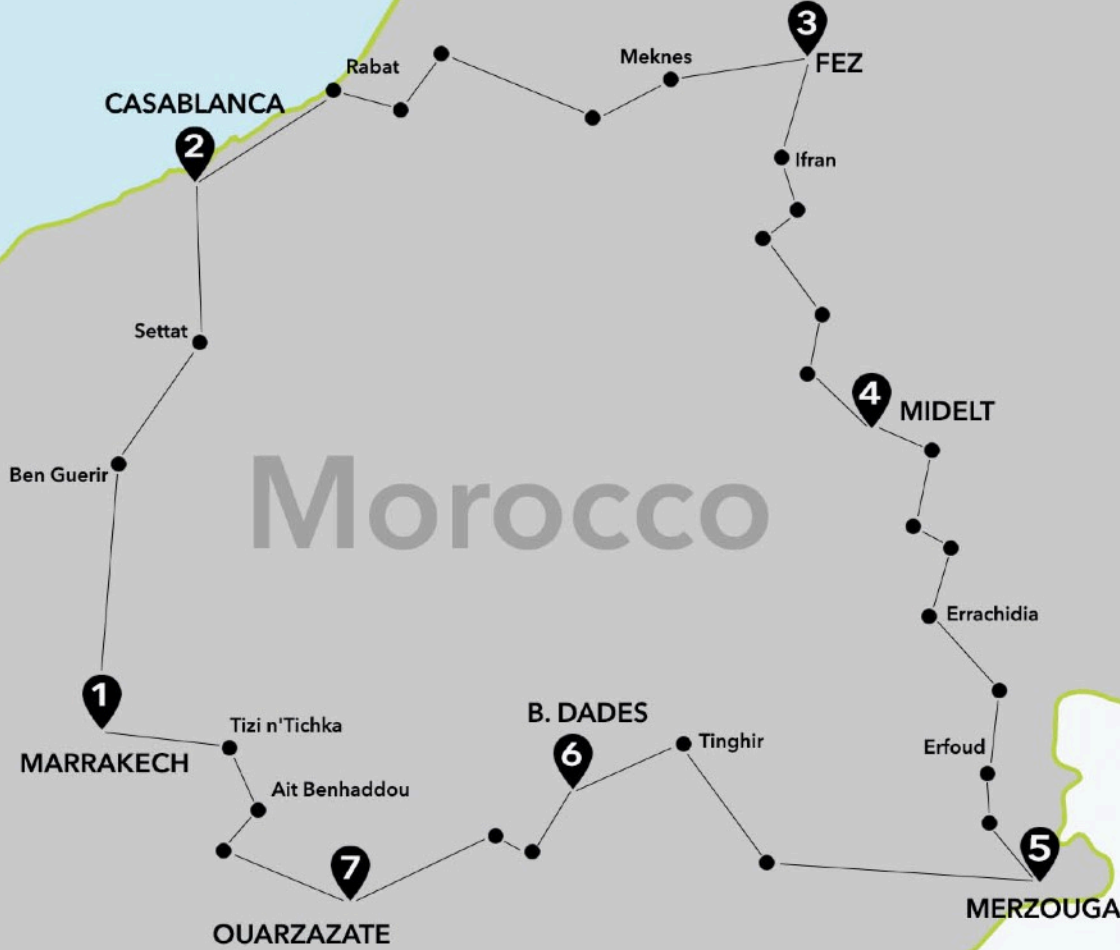 3
Rabat
Meknes
FEZ
CASABLANCA
2
Ifran
Settat
4
MIDELT
Ben Guerir
Morocco
Errachidia
1
B. DADES
Tizi n'Tichka
MARRAKECH
6
Tinghir
Erfoud
Ait Benhaddou
5
7
MERZOUGA
OUARZAZATE